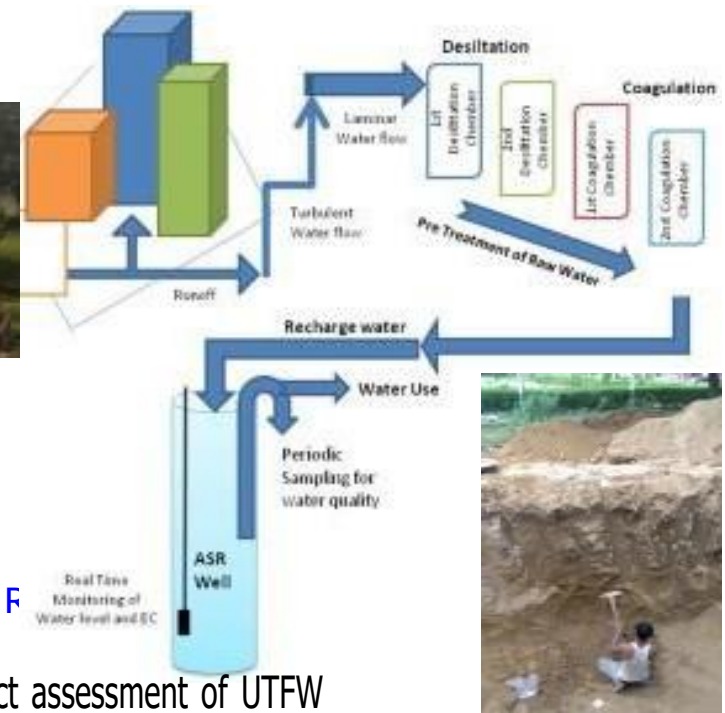 Desiltation
Coagulation
1st
Desiltation
Chamber
2nd
Desiltation
Chamber
1st Coagulation
Chamber
2nd Coagulation
Chamber
Laminar
Water flow
Turbulent
Water flow
Runoff
Pre Treatment of Raw Water
Recharge water
Water Use
Periodic
Sampling for
water quality
ASR
Well
Real Time
Monitoring of
Water level and EC
ct assessment of UTFW